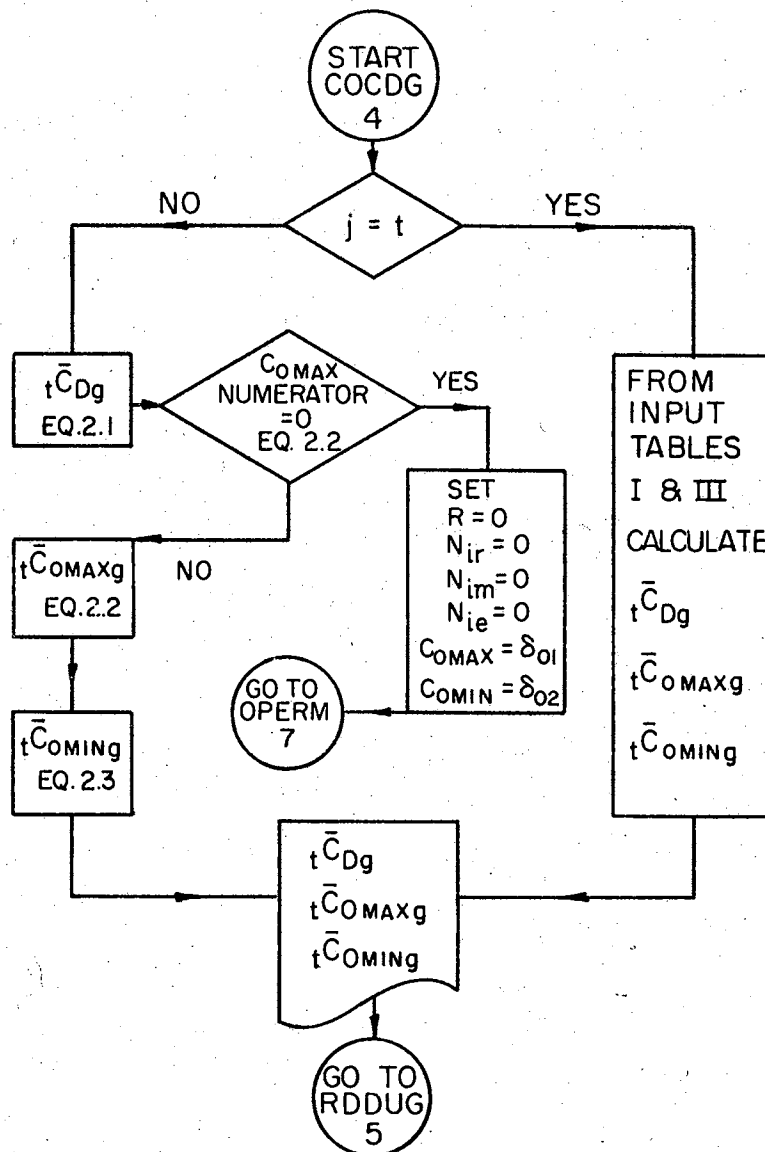 START
COCDG
4
NO
j = t
YES
tC̄Dg
EQ.2.1
COMAX
NUMERATOR
=0
EQ. 2.2
YES
FROM
INPUT
TABLES
I & III
CALCULATE
tC̄Dg
tC̄OMAXg
tC̄OMINg
SET
R = 0
Nir = 0
Nim = 0
Nie = 0
COMAX = δ01
COMIN = δ02
NO
tC̄OMAXg
EQ.2.2
GO TO
OPERM
7
tC̄OMINg
EQ. 2.3
tC̄Dg
tC̄OMAXg
tC̄OMINg
GO TO
RDDUG
5